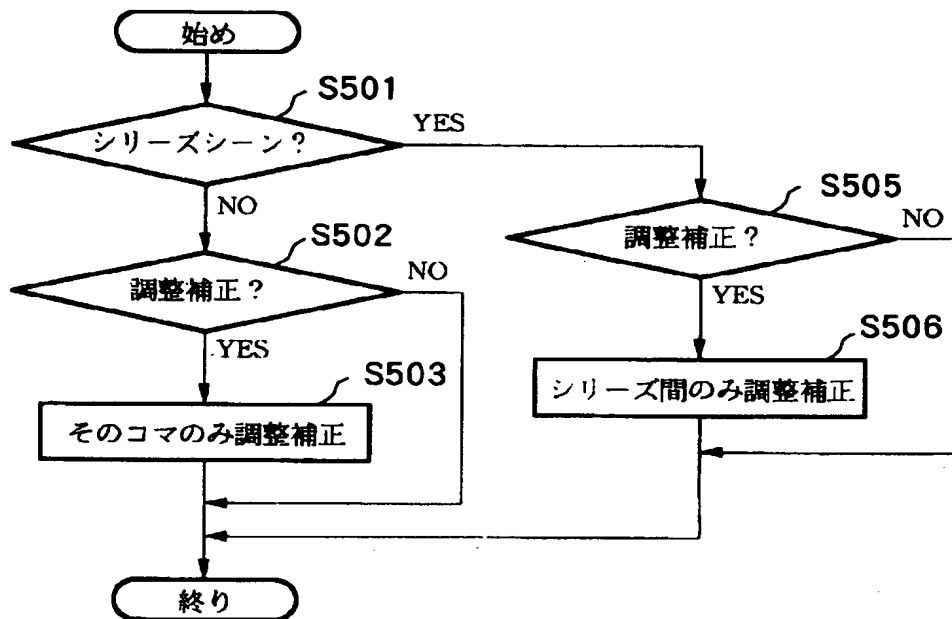 始め
S501
シリーズシーン?
YES
NO
S502
調整補正?
NO
YES
S503
そのコマのみ調整補正
S505
調整補正?
NO
YES
S506
シリーズ間のみ調整補正
終り